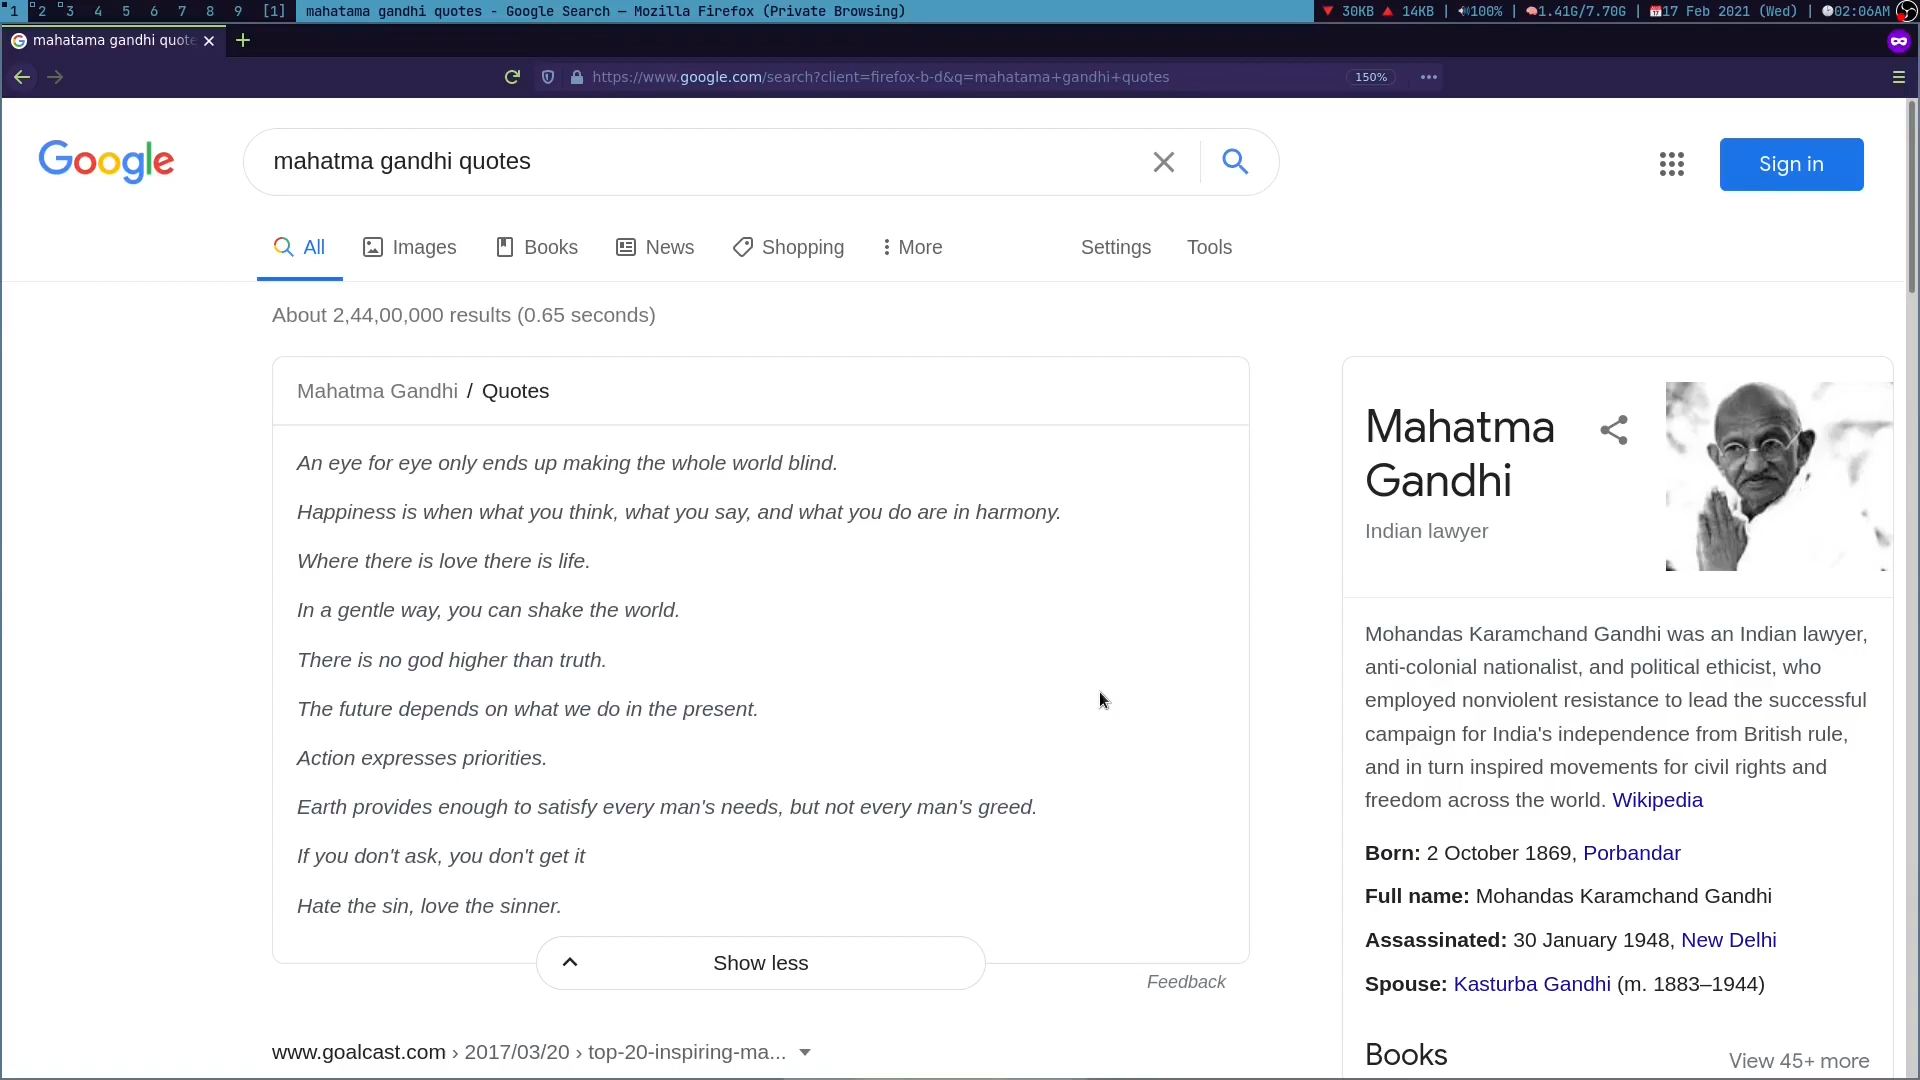 1 2 3 4 5 6 7 8 9 [1] mahatama gandhi quotes - Google Search — Mozilla Firefox (Private Browsing) 30KB 14KB | 100% | 1.41G/7.70G | 17 Feb 2021 (Wed) | 02:06AM
mahatama gandhi quote
https://www.google.com/search?client=firefox-b-d&q=mahatama+gandhi+quotes 150%
Google mahatma gandhi quotes Sign in
All Images Books News Shopping More Settings Tools
About 2,44,00,000 results (0.65 seconds)
Mahatma Gandhi / Quotes
An eye for eye only ends up making the whole world blind.
Happiness is when what you think, what you say, and what you do are in harmony.
Where there is love there is life.
In a gentle way, you can shake the world.
There is no god higher than truth.
The future depends on what we do in the present.
Action expresses priorities.
Earth provides enough to satisfy every man's needs, but not every man's greed.
If you don't ask, you don't get it
Hate the sin, love the sinner.
Show less
Feedback
www.goalcast.com › 2017/03/20 › top-20-inspiring-ma...
Mahatma
Gandhi
Indian lawyer
Mohandas Karamchand Gandhi was an Indian lawyer,
anti-colonial nationalist, and political ethicist, who
employed nonviolent resistance to lead the successful
campaign for India's independence from British rule,
and in turn inspired movements for civil rights and
freedom across the world. Wikipedia
Born: 2 October 1869, Porbandar
Full name: Mohandas Karamchand Gandhi
Assassinated: 30 January 1948, New Delhi
Spouse: Kasturba Gandhi (m. 1883–1944)
Books View 45+ more